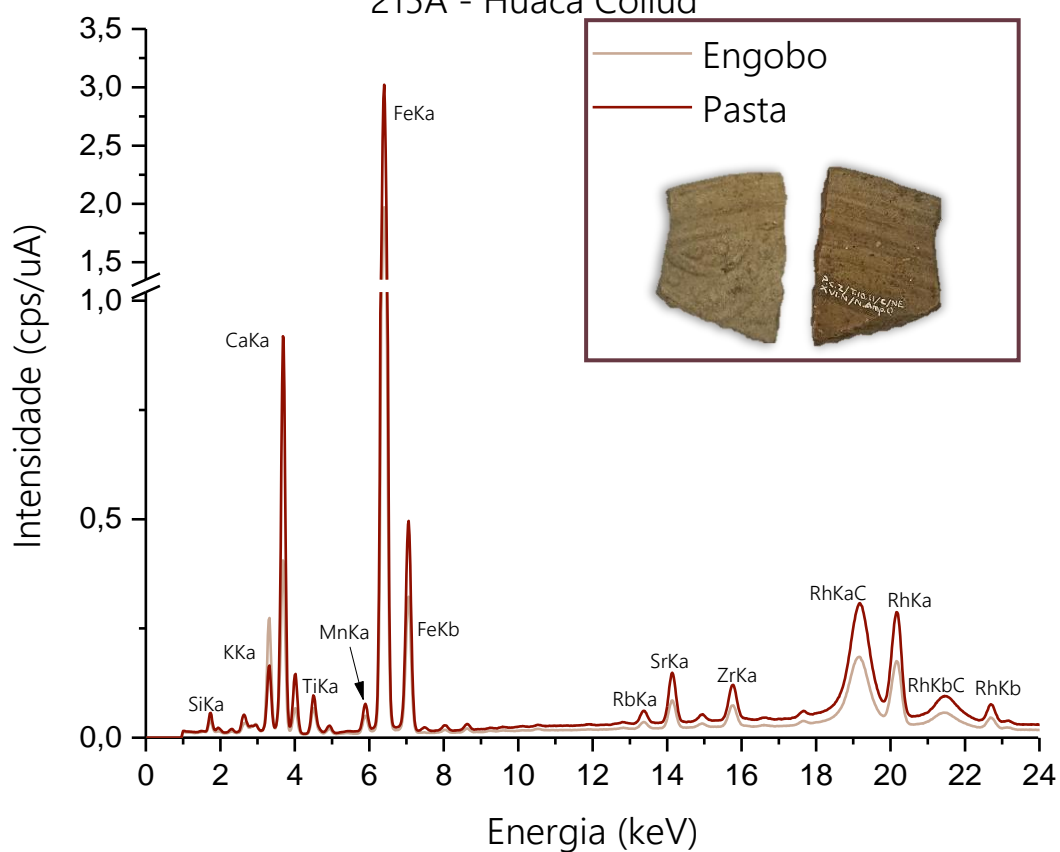 215A - Huaca Collud
Engobo
Pasta
3,5
3,0
2,5
2,0
1,5
1,0
0,5
0,0
Intensidade (cps/uA)
FeKa
CaKa
KKa
SiKa
TiKa
MnKa
FeKb
RbKa
SrKa
ZrKa
RhKaC
RhKa
RhKbC
RhKb
0 2 4 6 8 10 12 14 16 18 20 22 24
Energia (keV)